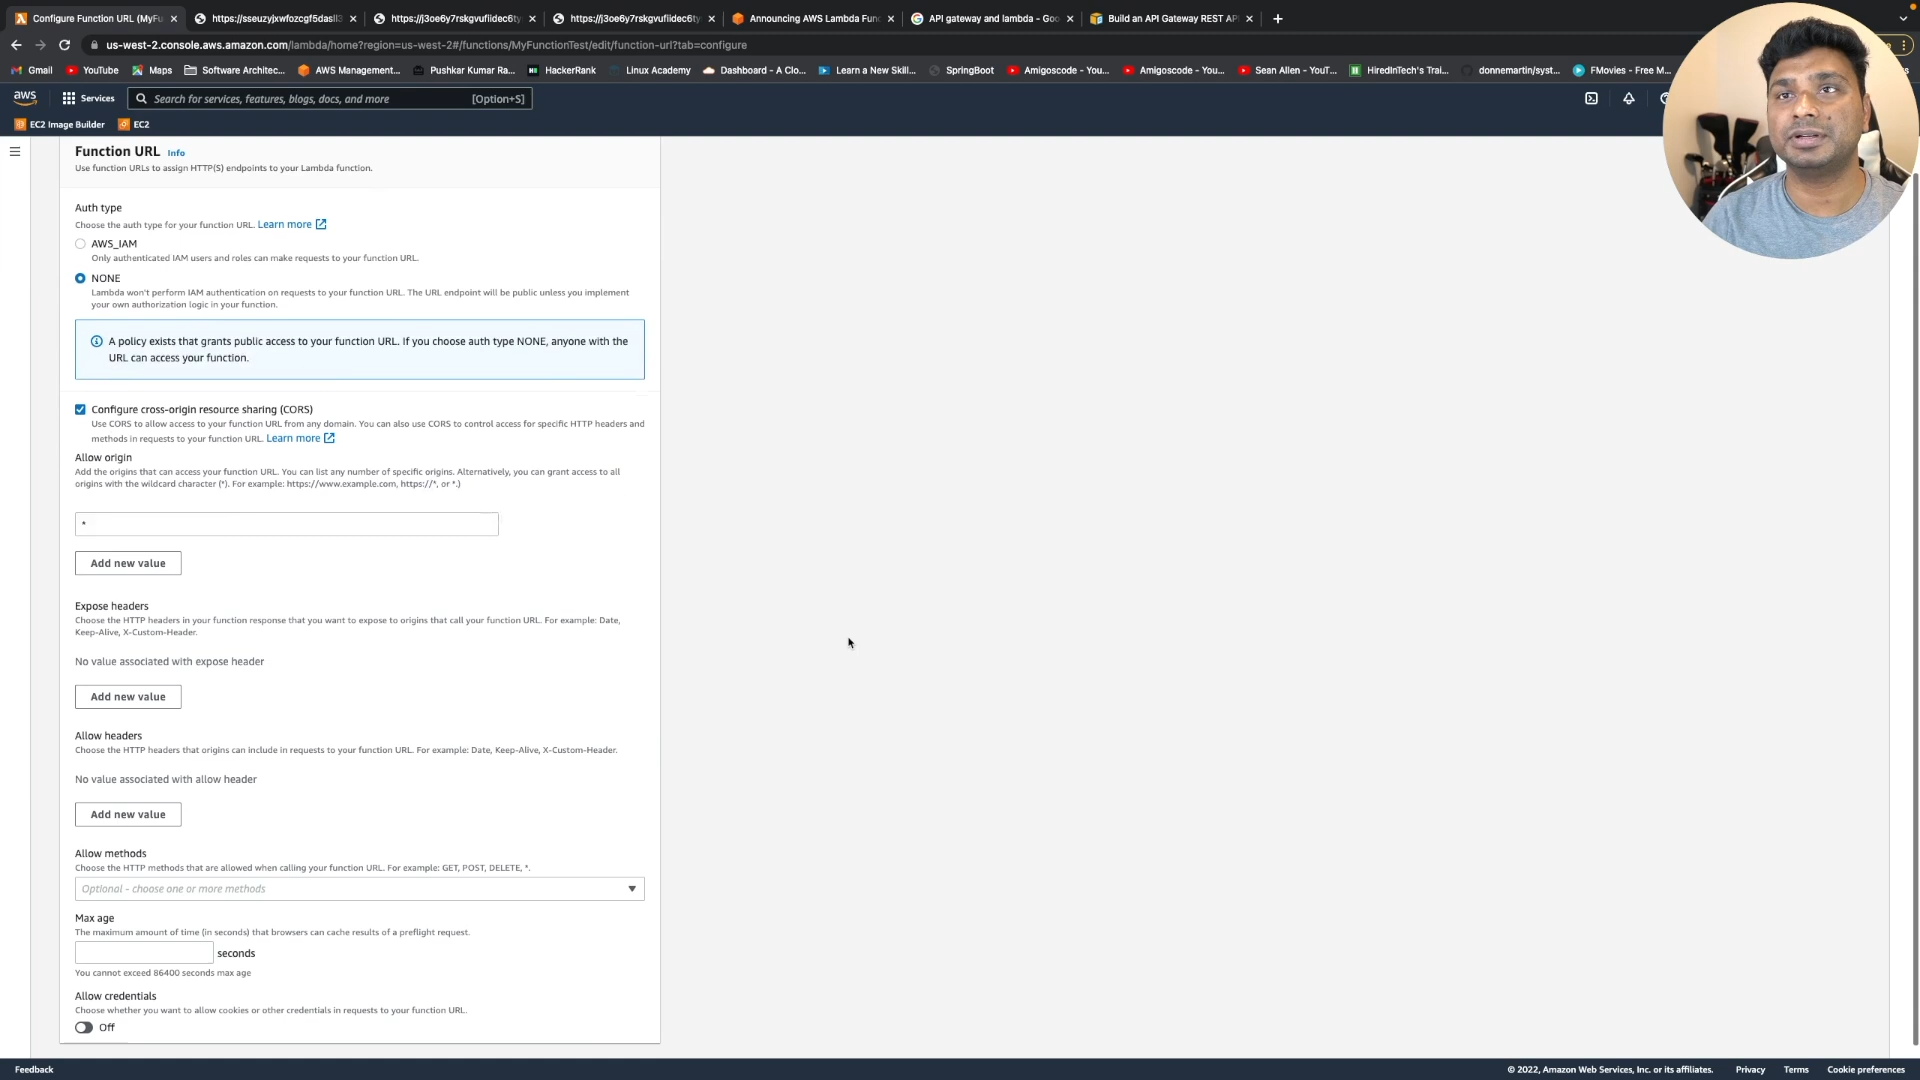 Configure Function URL (MyFu
https://sseuzyjxwfozcgf5dasll3
https://j3oe6y7rskgvufiidec6ty
https://j3oe6y7rskgvufiidec6ty
Announcing AWS Lambda Func
API gateway and lambda - Goo
Build an API Gateway REST API
us-west-2.console.aws.amazon.com/lambda/home?region=us-west-2#/functions/MyFunctionTest/edit/function-url?tab=configure
Gmail
YouTube
Maps
Software Architec...
AWS Management...
Pushkar Kumar Ra...
HackerRank
Linux Academy
Dashboard - A Clo...
Learn a New Skill...
SpringBoot
Amigoscode - You...
Amigoscode - You...
Sean Allen - YouT...
HiredInTech's Trai...
donnemartin/syst...
FMovies - Free M...
aws
Services
Search for services, features, blogs, docs, and more
[Option+S]
EC2 Image Builder
EC2
Function URL Info
Use function URLs to assign HTTP(S) endpoints to your Lambda function.
Auth type
Choose the auth type for your function URL. Learn more
AWS_IAM
Only authenticated IAM users and roles can make requests to your function URL.
NONE
Lambda won't perform IAM authentication on requests to your function URL. The URL endpoint will be public unless you implement
your own authorization logic in your function.
A policy exists that grants public access to your function URL. If you choose auth type NONE, anyone with the
URL can access your function.
Configure cross-origin resource sharing (CORS)
Use CORS to allow access to your function URL from any domain. You can also use CORS to control access for specific HTTP headers and
methods in requests to your function URL. Learn more
Allow origin
Add the origins that can access your function URL. You can list any number of specific origins. Alternatively, you can grant access to all
origins with the wildcard character (*). For example: https://www.example.com, https://*, or *.)
*
Add new value
Expose headers
Choose the HTTP headers in your function response that you want to expose to origins that call your function URL. For example: Date,
Keep-Alive, X-Custom-Header.
No value associated with expose header
Add new value
Allow headers
Choose the HTTP headers that origins can include in requests to your function URL. For example: Date, Keep-Alive, X-Custom-Header.
No value associated with allow header
Add new value
Allow methods
Choose the HTTP methods that are allowed when calling your function URL. For example: GET, POST, DELETE, *.
Optional - choose one or more methods
Max age
The maximum amount of time (in seconds) that browsers can cache results of a preflight request.
seconds
You cannot exceed 86400 seconds max age
Allow credentials
Choose whether you want to allow cookies or other credentials in requests to your function URL.
Off
Feedback
© 2022, Amazon Web Services, Inc. or its affiliates.
Privacy
Terms
Cookie preferences